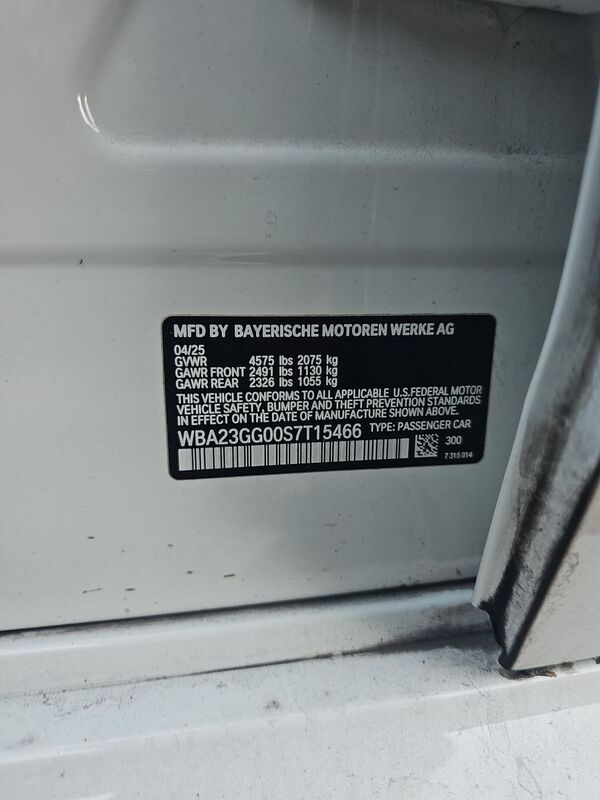 MFD BY BAYERISCHE MOTOREN WERKE AG
04/25
GVWR 4575 lbs 2075 kg
GAWR FRONT 2491 lbs 1130 kg
GAWR REAR 2326 lbs 1055 kg
THIS VEHICLE CONFORMS TO ALL APPLICABLE U.S.FEDERAL MOTOR
VEHICLE SAFETY, BUMPER AND THEFT PREVENTION STANDARDS
IN EFFECT ON THE DATE OF MANUFACTURE SHOWN ABOVE.
WBA23GG00S7T15466 TYPE: PASSENGER CAR
300
7 315 814